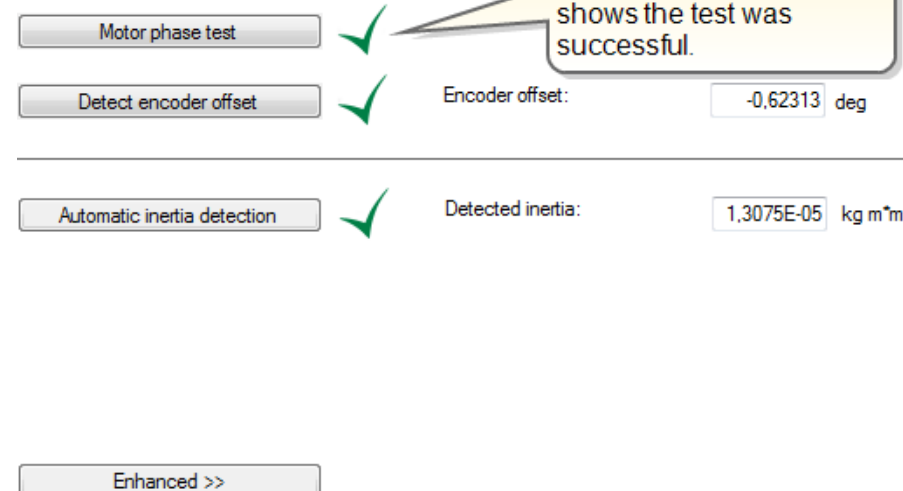 shows the test was
successful.
Motor phase test
Detect encoder offset
Encoder offset:
-0,62313 deg
Automatic inertia detection
Detected inertia:
1,3075E-05 kg m*m
Enhanced >>